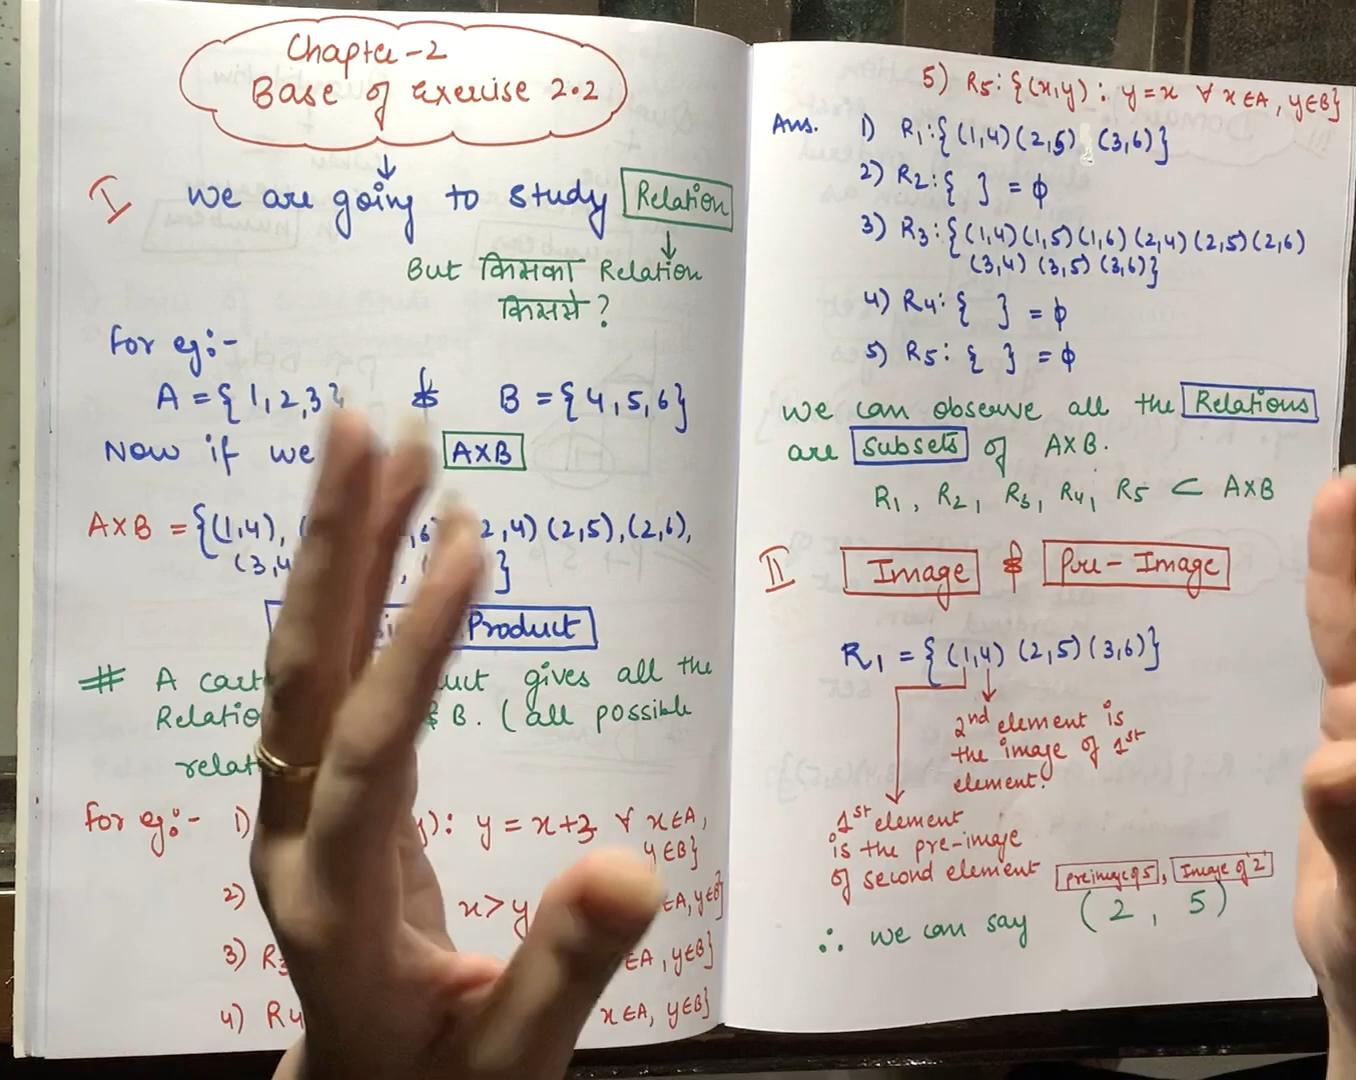 Chapter-2
Base of Exercise 2.2
I we are going to study Relation
But किसका Relation
किससे ?
For eg:-
A = { 1, 2, 3 } & B = { 4, 5, 6 }
Now if we AxB
AxB = {(1,4), 2,4) (2,5), (2,6),
(3,4 }
Product
# A cart uct gives all the
Relatio & B. ( all possible
relat
For eg:- 1) y): y = x+3 ∀ x∈A,
y∈B}
2) x>y ∈A, y∈B}
3) R3 ∈A, y∈B}
4) R4 x∈A, y∈B}
5) R5: {(x,y) : y = x ∀ x∈A, y∈B}
Ans. 1) R1:{ (1,4) (2,5) (3,6)}
2) R2:{ } = ϕ
3) R3:{(1,4) (1,5) (1,6) (2,4) (2,5) (2,6)
(3,4) (3,5) (3,6)}
4) R4: { } = ϕ
5) R5: { } = ϕ
we can observe all the Relations
are Subsets of AxB.
R1, R2, R3, R4, R5 ⊂ AxB
II Image & Pre-Image
R1 = { (1,4) (2,5) (3,6)}
2nd element is
the image of 1st
element.
1st element
is the pre-image
of second element
preimage of 5, Image of '2'
∴ we can say (2, 5)